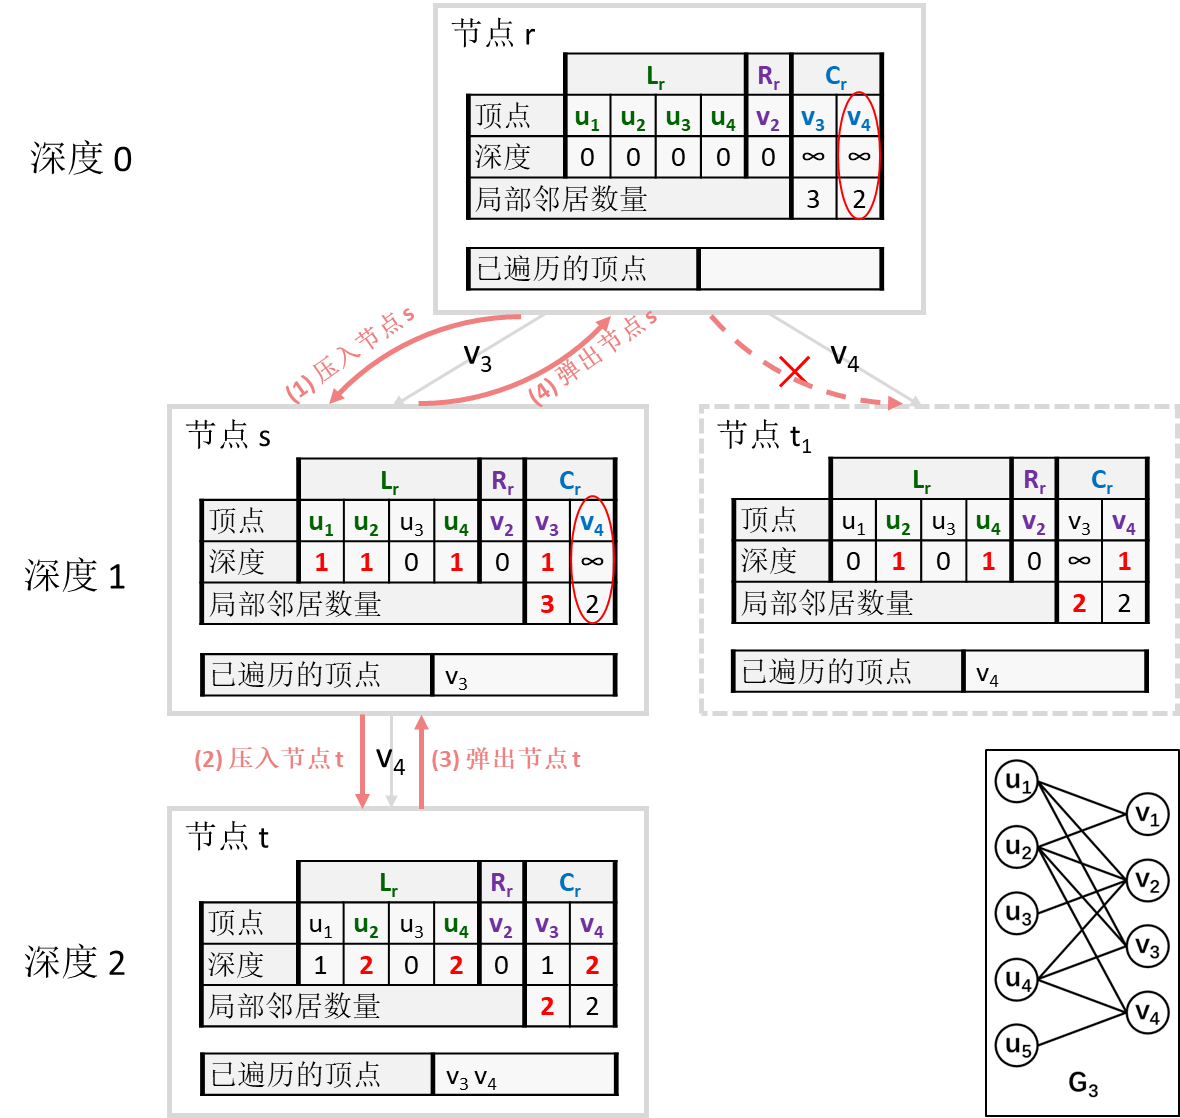 节点 r
Lr Rr Cr
顶点 u1 u2 u3 u4 v2 v3 v4
深度 0 0 0 0 0 ∞ ∞
局部邻居数量 3 2
已遍历的顶点
深度 0
(1) 压入节点 s
v3
(4) 弹出节点 s
v4
节点 s
Lr Rr Cr
顶点 u1 u2 u3 u4 v2 v3 v4
深度 1 1 0 1 0 1 ∞
局部邻居数量 3 2
已遍历的顶点 v3
深度 1
节点 t1
Lr Rr Cr
顶点 u1 u2 u3 u4 v2 v3 v4
深度 0 1 0 1 0 ∞ 1
局部邻居数量 2 2
已遍历的顶点 v4
(2) 压入节点 t
v4
(3) 弹出节点 t
节点 t
Lr Rr Cr
顶点 u1 u2 u3 u4 v2 v3 v4
深度 1 2 0 2 0 1 2
局部邻居数量 2 2
已遍历的顶点 v3 v4
深度 2
u1
v1
u2
v2
u3
v3
u4
v4
u5
G3